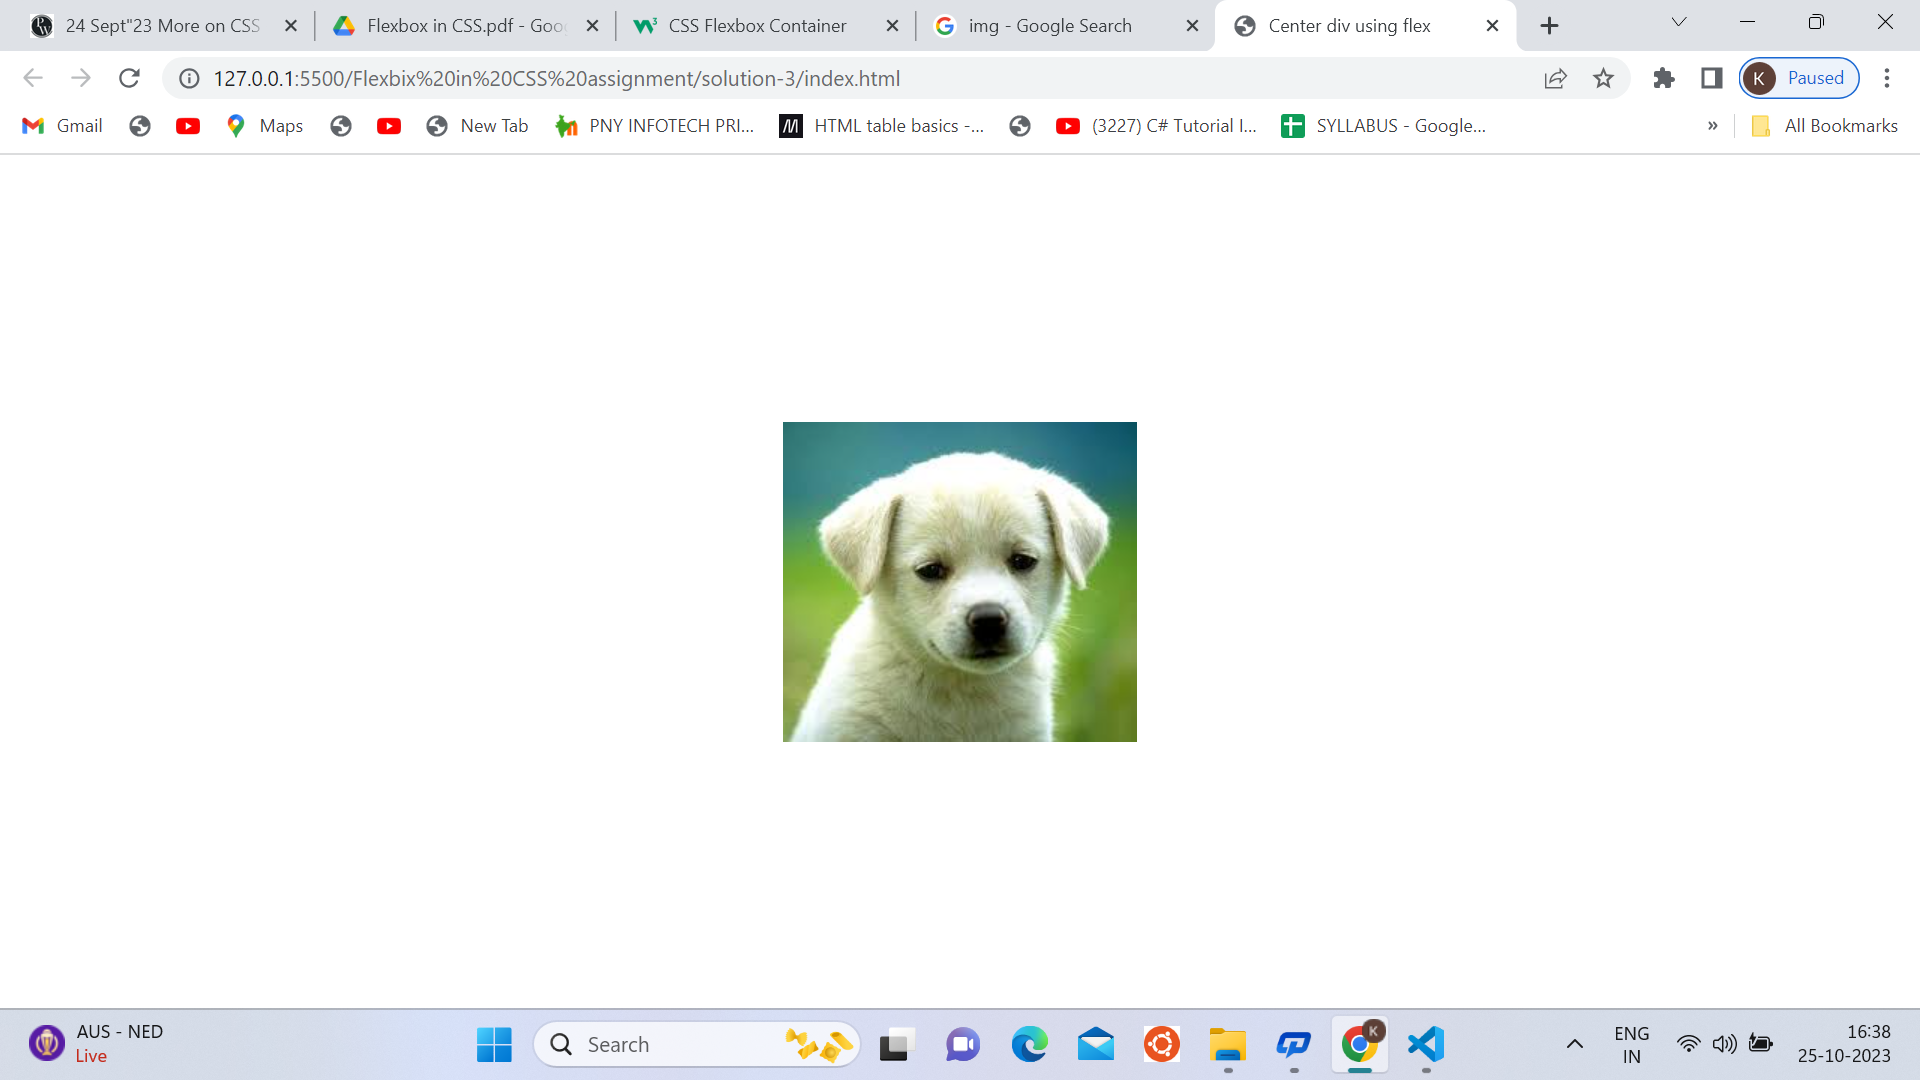 24 Sept"23 More on CSS
Flexbox in CSS.pdf - Goo
CSS Flexbox Container
img - Google Search
Center div using flex
127.0.0.1:5500/Flexbix%20in%20CSS%20assignment/solution-3/index.html
K Paused
Gmail
Maps
New Tab
PNY INFOTECH PRI...
HTML table basics -...
(3227) C# Tutorial I...
SYLLABUS - Google...
»
All Bookmarks
AUS - NED
Live
Search
K
ENG
IN
16:38
25-10-2023